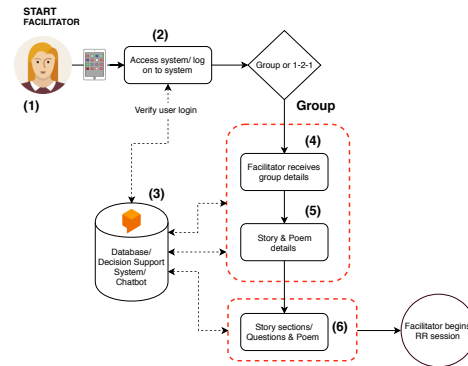 START
FACILITATOR
(1)
(2)
Access system/ log
on to system
Group or 1-2-1
Verify user login
Group
(3)
Database/
Decision Support
System/
Chatbot
(4)
Facilitator receives
group details
(5)
Story & Poem
details
Story sections/
Questions & Poem
(6)
Facilitator begins
RR session